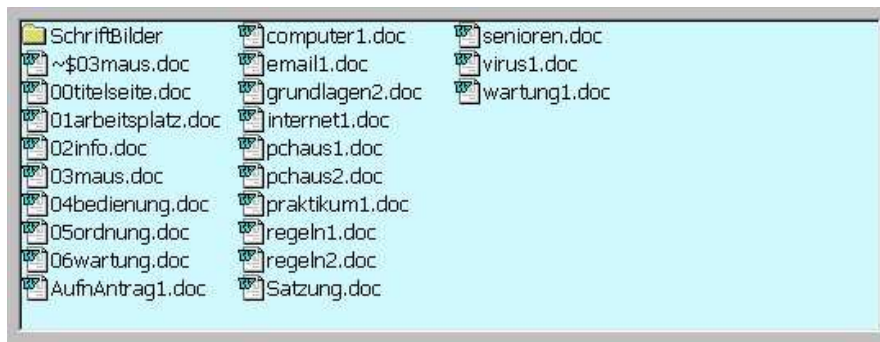 SchriftBilder
~$03maus.doc
00titelseite.doc
01arbeitsplatz.doc
02info.doc
03maus.doc
04bedienung.doc
05ordnung.doc
06wartung.doc
AufnAntrag1.doc
computer1.doc
email1.doc
grundlagen2.doc
internet1.doc
pchaus1.doc
pchaus2.doc
praktikum1.doc
regeln1.doc
regeln2.doc
Satzung.doc
senioren.doc
virus1.doc
wartung1.doc